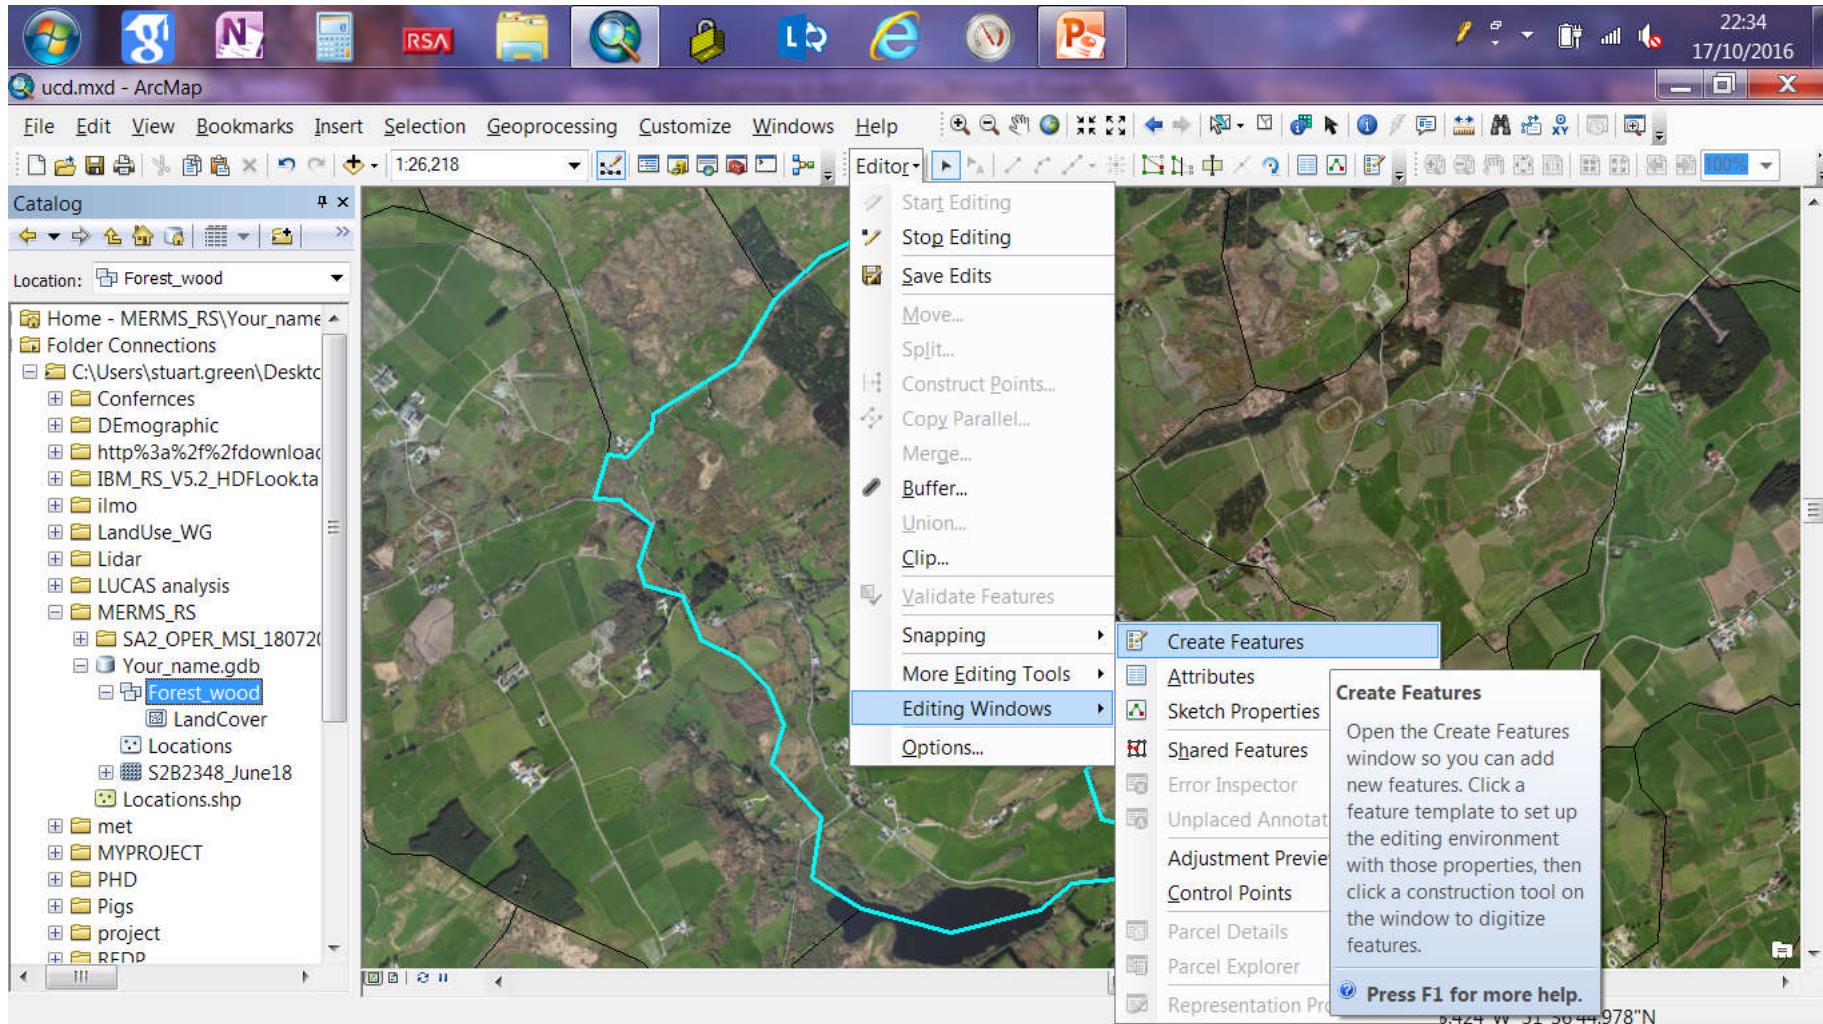 RSA
L
22:34
17/10/2016
ucd.mxd - ArcMap
File Edit View Bookmarks Insert Selection Geoprocessing Customize Windows Help
1:26,218
Editor
100%
Catalog
Location: Forest_wood
Home - MERMS_RS\Your_name
Folder Connections
C:\Users\stuart.green\Deskto
Confernces
DEmographic
http%3a%2f%2fdownload
IBM_RS_V5.2_HDFLook.ta
ilmo
LandUse_WG
Lidar
LUCAS analysis
MERMS_RS
SA2_OPER_MSI_180720
Your_name.gdb
Forest_wood
LandCover
Locations
S2B2348_June18
Locations.shp
met
MYPROJECT
PHD
Pigs
project
REDP
Start Editing
Stop Editing
Save Edits
Move...
Split...
Construct Points...
Copy Parallel...
Merge...
Buffer...
Union...
Clip...
Validate Features
Snapping
More Editing Tools
Editing Windows
Options...
Create Features
Attributes
Sketch Properties
Shared Features
Error Inspector
Unplaced Annotat
Adjustment Preview
Control Points
Parcel Details
Parcel Explorer
Representation Pro
Create Features
Open the Create Features
window so you can add
new features. Click a
feature template to set up
the editing environment
with those properties, then
click a construction tool on
the window to digitize
features.
Press F1 for more help.